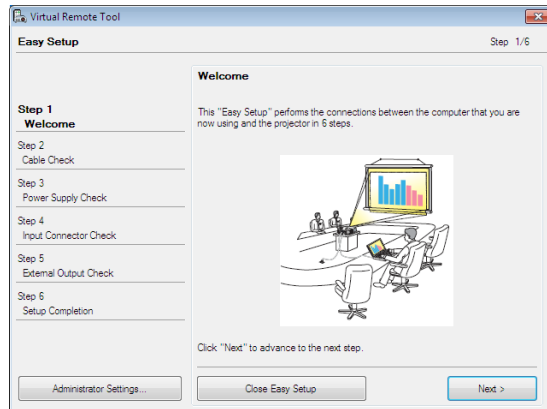 Virtual Remote Tool
Easy Setup
Step 1/6
Welcome
This "Easy Setup" performs the connections between the computer that you are
now using and the projector in 6 steps.
Step 1
Welcome
Step 2
Cable Check
Step 3
Power Supply Check
Step 4
Input Connector Check
Step 5
External Output Check
Step 6
Setup Completion
Click "Next" to advance to the next step.
Administrator Settings...
Close Easy Setup
Next >